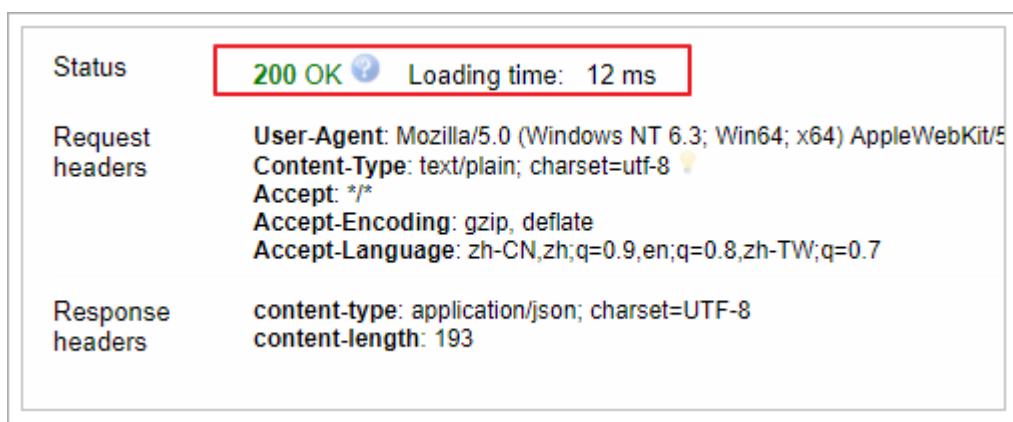 Status
200 OK ? Loading time: 12 ms
Request headers
User-Agent: Mozilla/5.0 (Windows NT 6.3; Win64; x64) AppleWebKit/5
Content-Type: text/plain; charset=utf-8
Accept: */*
Accept-Encoding: gzip, deflate
Accept-Language: zh-CN,zh;q=0.9,en;q=0.8,zh-TW;q=0.7
Response headers
content-type: application/json; charset=UTF-8
content-length: 193